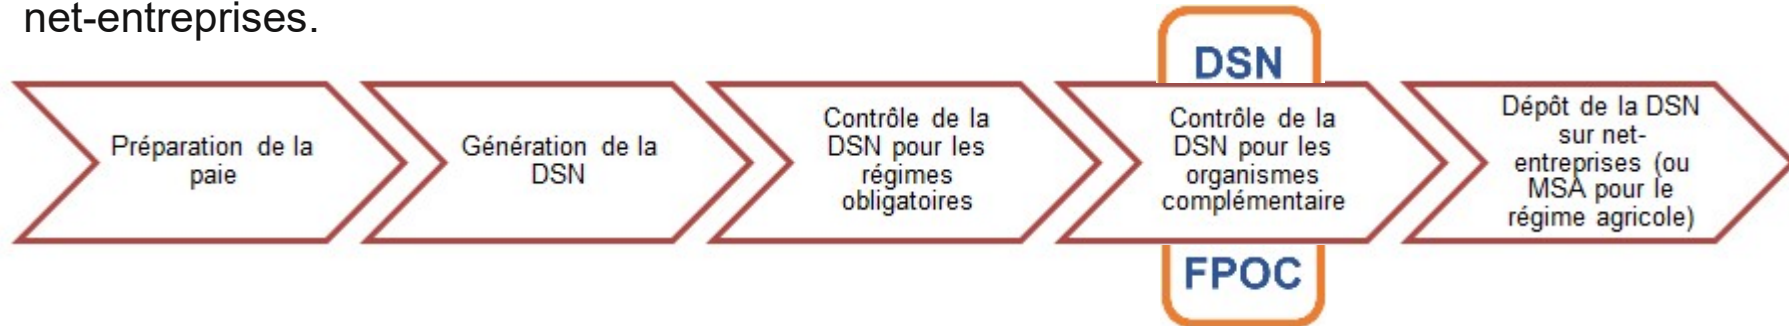 net-entreprises.
Préparation de la
paie
Génération de la
DSN
Contrôle de la
DSN pour les
régimes
obligatoires
DSN
Contrôle de la
DSN pour les
organismes
complémentaire
FPOC
Dépôt de la DSN
sur net-
entreprises (ou
MSA pour le
régime agricole)